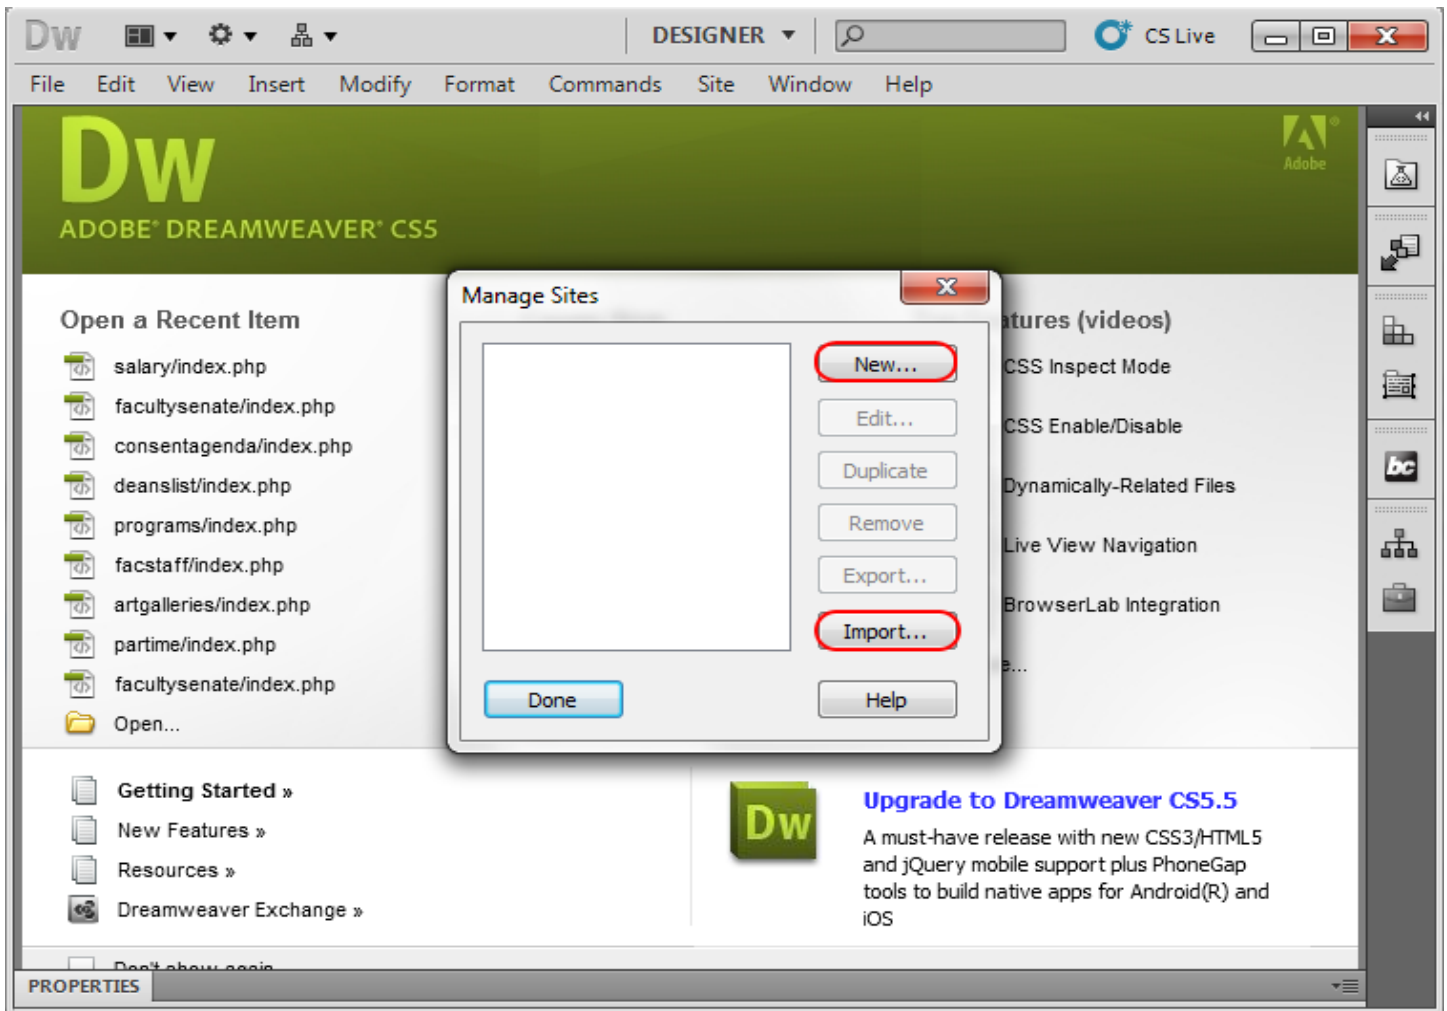 Dw
DESIGNER
CS Live
File Edit View Insert Modify Format Commands Site Window Help
Dw
ADOBE® DREAMWEAVER® CS5
Adobe
Manage Sites
New...
Edit...
Duplicate
Remove
Export...
Import...
Done
Help
Open a Recent Item
salary/index.php
facultysenate/index.php
consentagenda/index.php
deanslist/index.php
programs/index.php
facstaff/index.php
artgalleries/index.php
partime/index.php
facultysenate/index.php
Open...
(videos)
CSS Inspect Mode
CSS Enable/Disable
Dynamically-Related Files
Live View Navigation
BrowserLab Integration
bc
Getting Started »
New Features »
Resources »
Dreamweaver Exchange »
Dw
Upgrade to Dreamweaver CS5.5
A must-have release with new CSS3/HTML5
and jQuery mobile support plus PhoneGap
tools to build native apps for Android(R) and
iOS
Don't show again
PROPERTIES